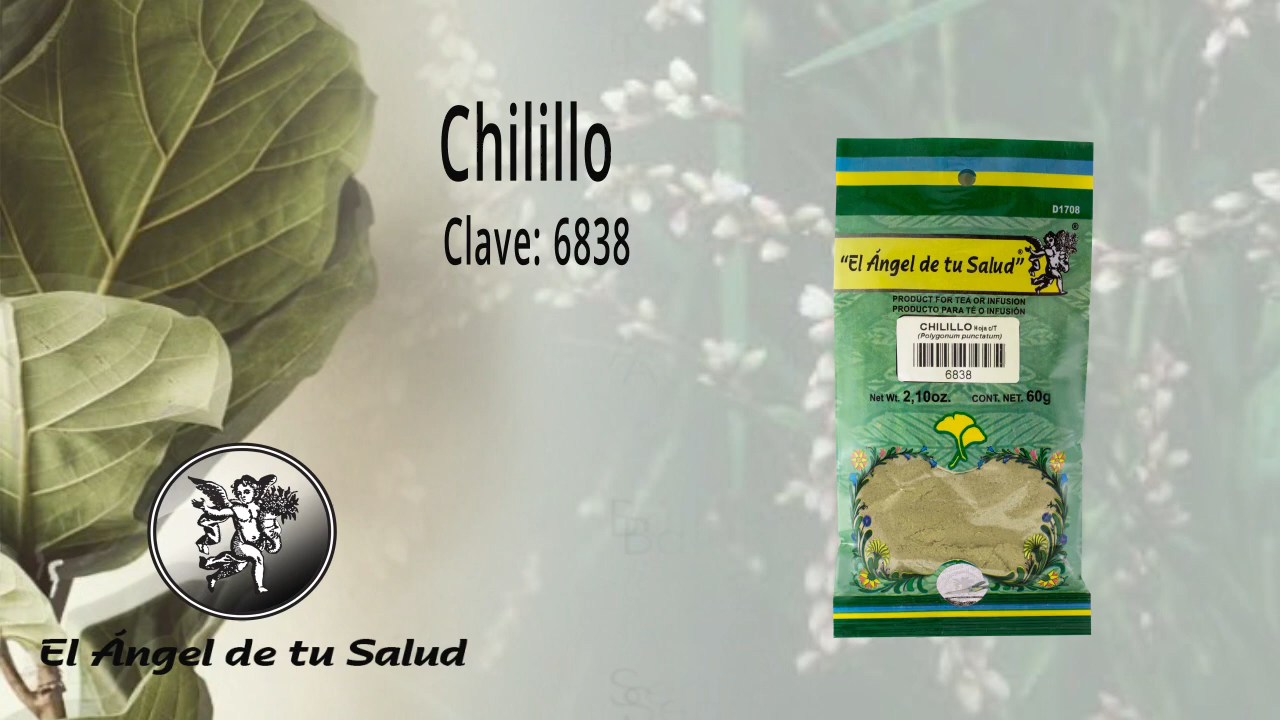 Chilillo
Clave: 6838
D1708
®
"El Ángel de tu Salud"®
PRODUCT FOR TEA OR INFUSION
PRODUCTO PARA TÉ O INFUSIÓN
CHILILLO Hoja c/T
(Polygonum punctatum)
6838
Net Wt. 2,10oz. CONT. NET. 60g
El Ángel de tu Salud